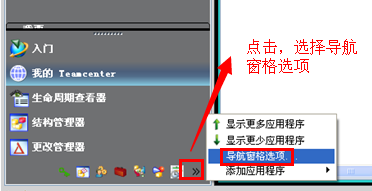 点击，选择导航
窗格选项
入门
我的 Teamcenter
生命周期查看器
结构管理器
更改管理器
显示更多应用程序
显示更少应用程序
导航窗格选项...
添加应用程序